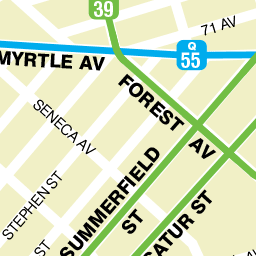 39
71 AV
Q
55
MYRTLE AV
FOREST AV
SENECA AV
STEPHEN ST
SUMMERFIELD
ST
CATUR ST